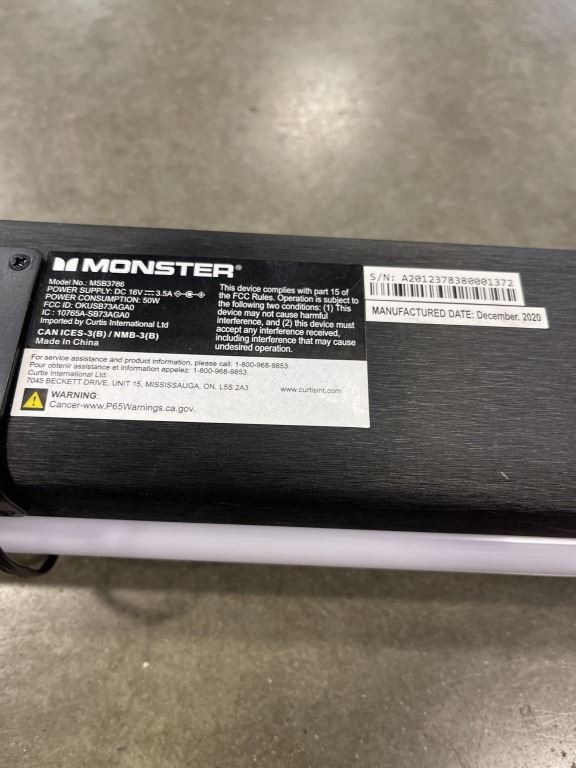 MONSTER®
Model No.: MSB3786
POWER SUPPLY: DC 16V 3.5A
POWER CONSUMPTION: 50W
FCC ID: OKUSB73AGA0
IC : 10765A-SB73AGA0
Imported by Curtis International Ltd
CAN ICES-3(B) / NMB-3(B)
Made In China
This device complies with part 15 of
the FCC Rules. Operation is subject to
the following two conditions: (1) This
device may not cause harmful
interference, and (2) this device must
accept any interference received,
including interference that may cause
undesired operation.
For service assistance and product information, please call: 1-800-968-9853.
Pour obtenir assistance et information appelez: 1-800-968-9853.
Curtis International Ltd.
7045 BECKETT DRIVE, UNIT 15, MISSISSAUGA, ON, L5S 2A3
www.curtisint.com
WARNING:
Cancer-www.P65Warnings.ca.gov.
S/N: A2012378380001372
MANUFACTURED DATE: December. 2020